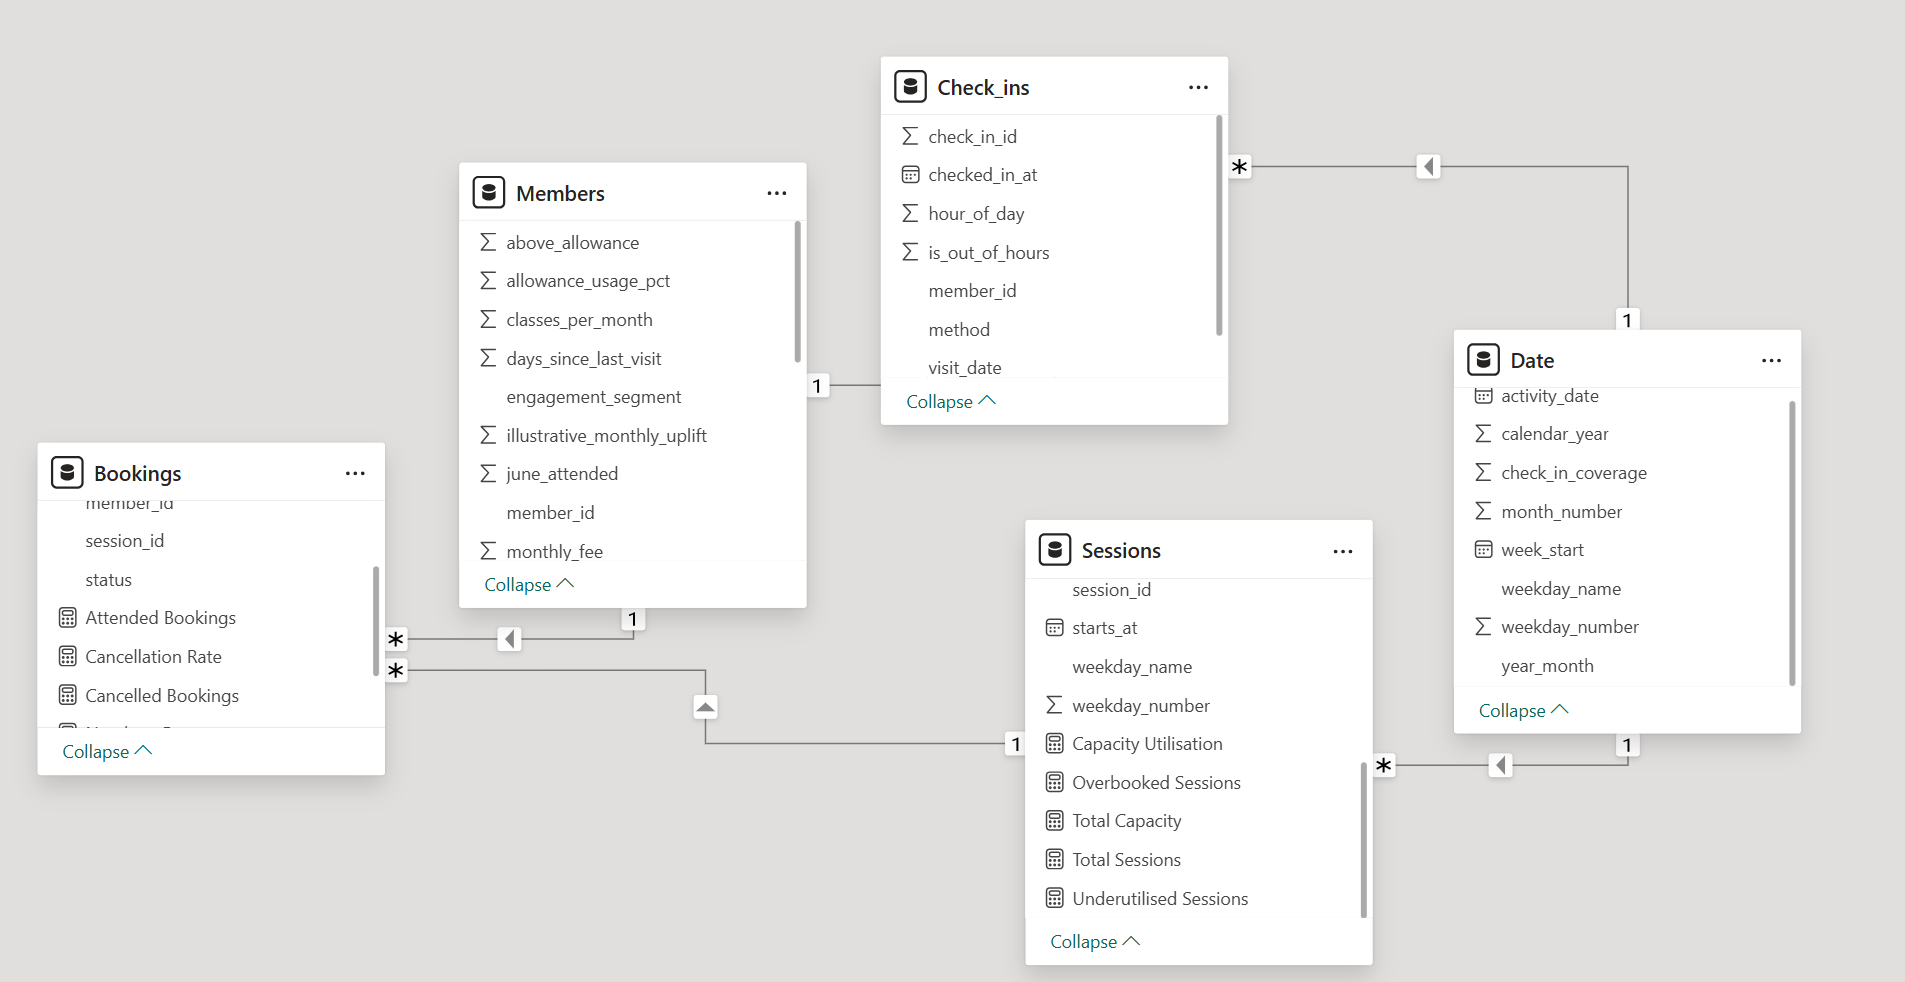 Check_ins
check_in_id
checked_in_at
hour_of_day
is_out_of_hours
member_id
method
visit_date
Collapse
*
1
Members
above_allowance
allowance_usage_pct
classes_per_month
days_since_last_visit
engagement_segment
illustrative_monthly_uplift
june_attended
member_id
monthly_fee
Collapse
1
1
Date
activity_date
calendar_year
check_in_coverage
month_number
week_start
weekday_name
weekday_number
year_month
Collapse
1
Bookings
member_id
session_id
status
Attended Bookings
Cancellation Rate
Cancelled Bookings
Collapse
*
*
Sessions
session_id
starts_at
weekday_name
weekday_number
Capacity Utilisation
Overbooked Sessions
Total Capacity
Total Sessions
Underutilised Sessions
Collapse
1
*